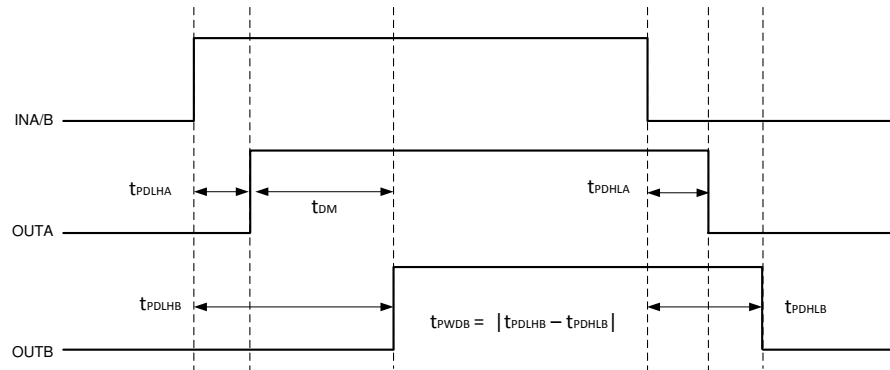 INA/B
tPDLHA
tDM
tPDHLA
OUTA
tPDLHB
tPWDB = |tPDLHB – tPDHLB|
tPDHLB
OUTB